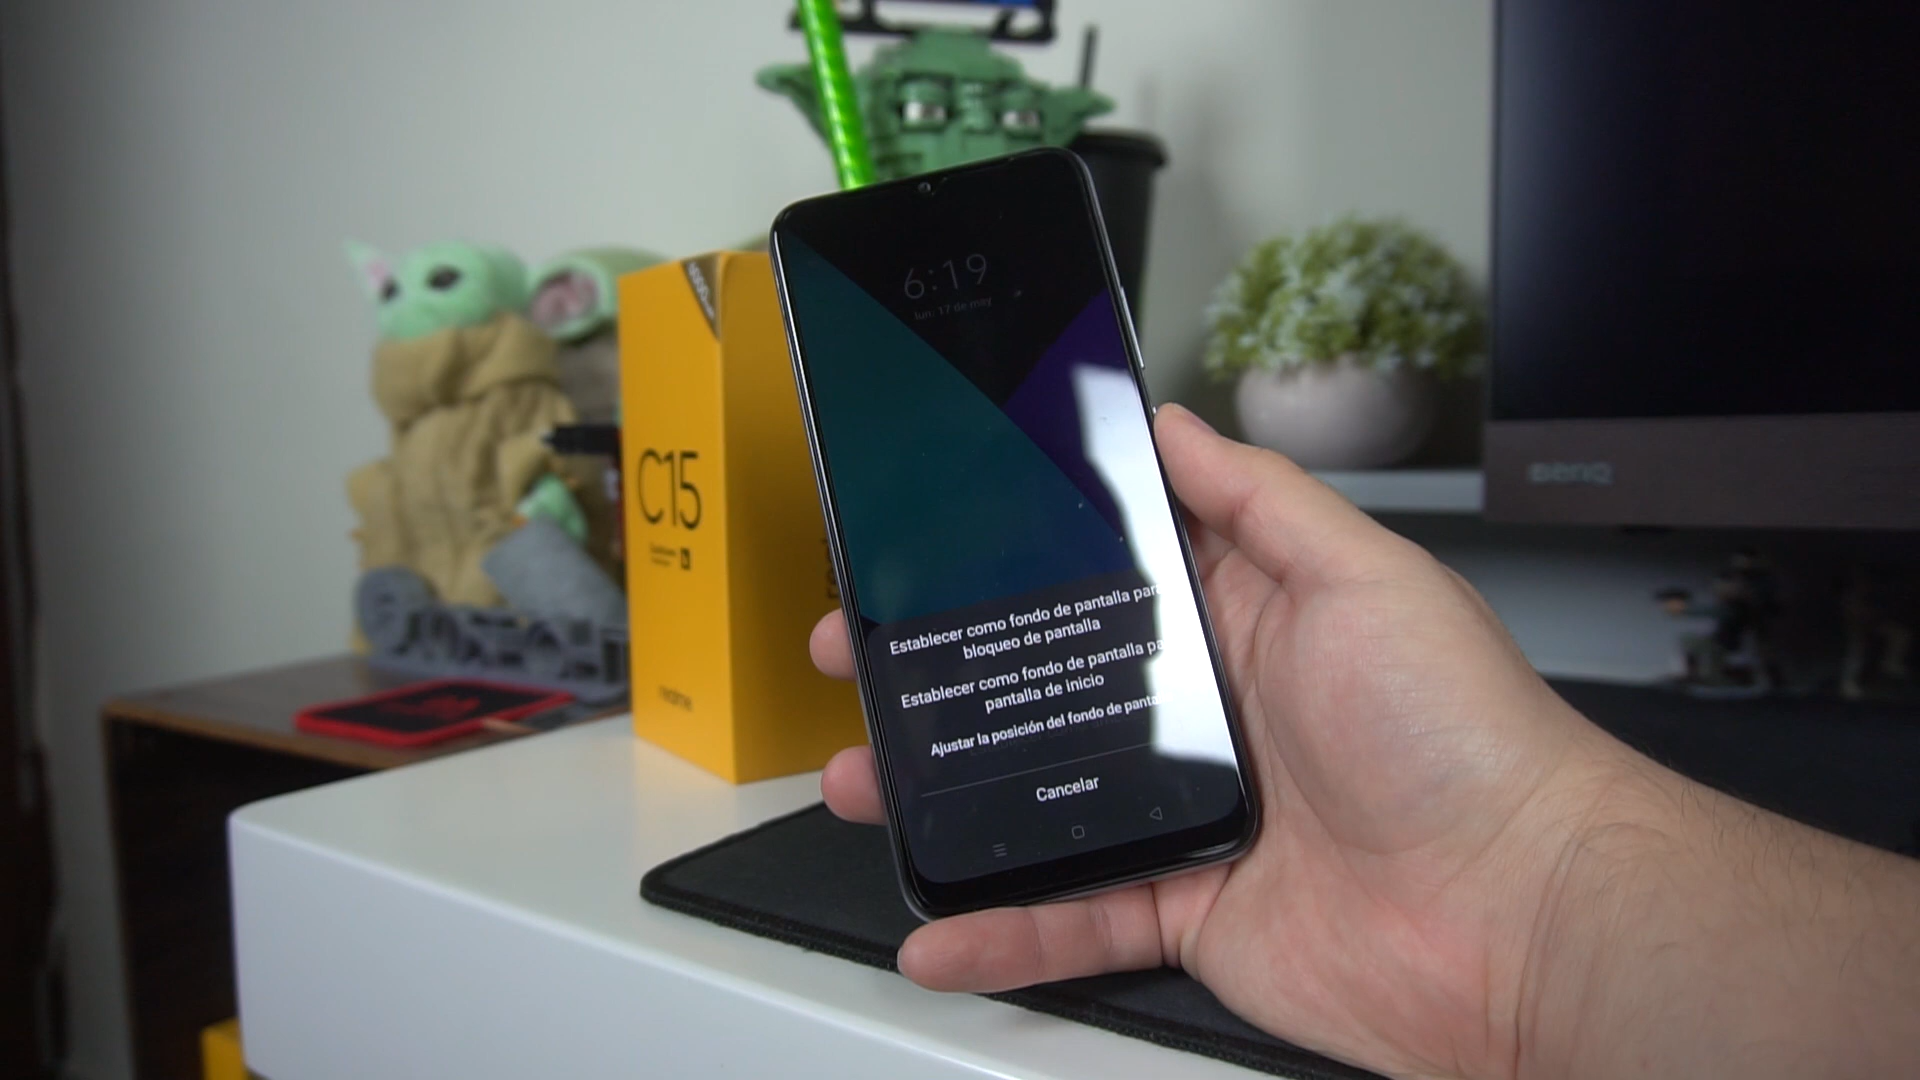 6:19
lun. 17 de may
C15
realme
BenQ
Establecer como fondo de pantalla para
bloqueo de pantalla
Establecer como fondo de pantalla pa
pantalla de inicio
Ajustar la posición del fondo de panta
Cancelar